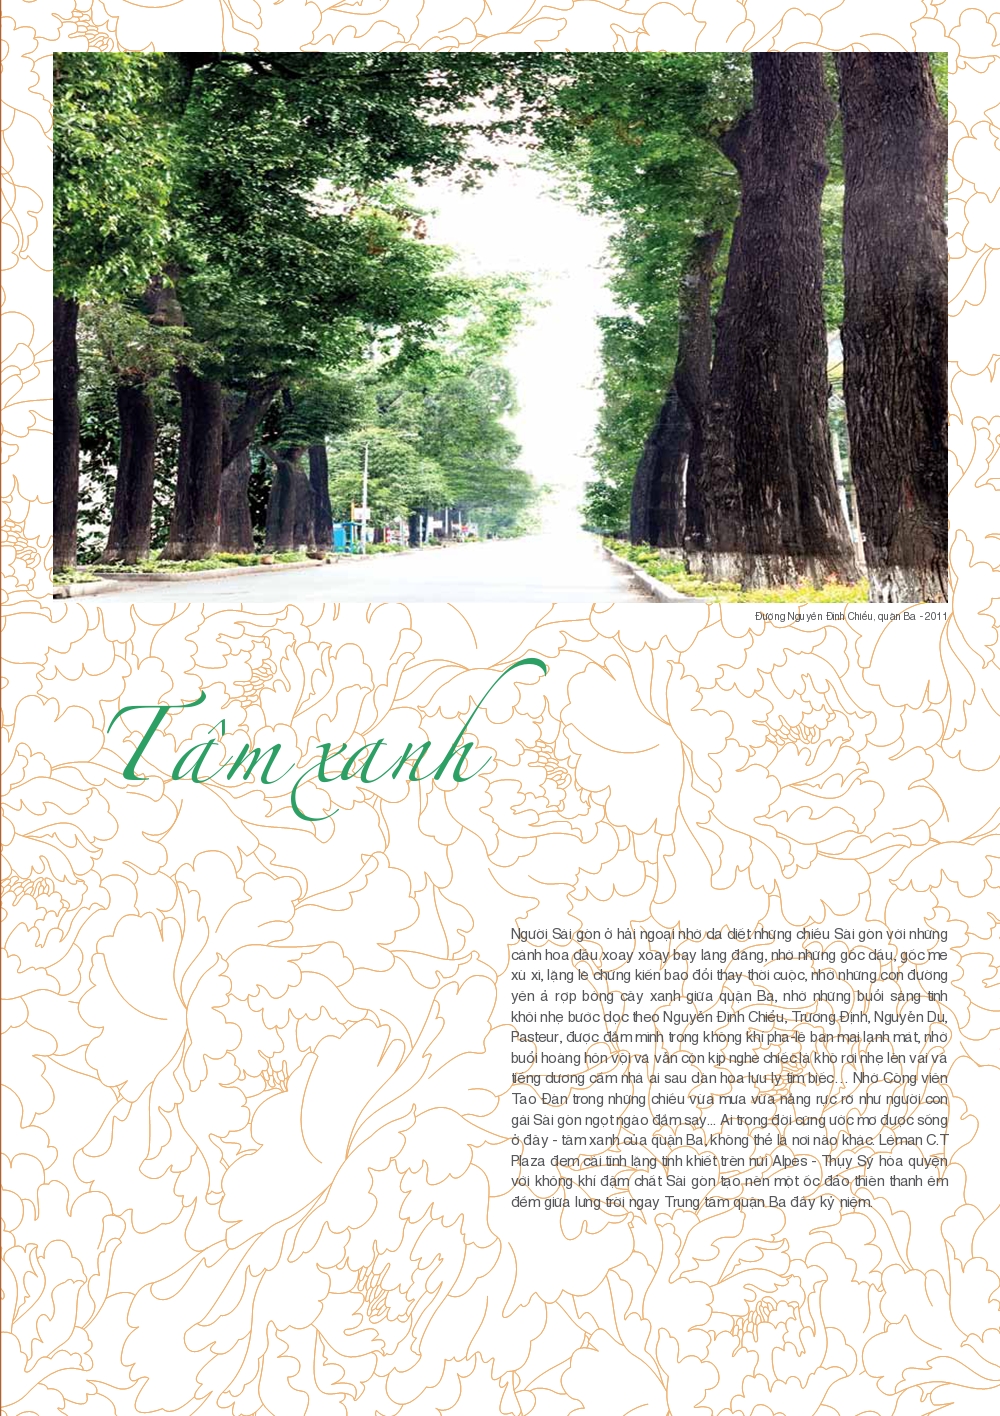 Đường Nguyễn Đình Chiểu, quận Ba - 2011
Tâm xanh
Người Sài gòn ở hải ngoại nhớ da diết những chiều Sài gòn với những
cánh hoa dầu xoay xoay bay lãng đãng, nhớ những gốc dầu, gốc me
xù xì, lặng lẽ chứng kiến bao đổi thay thời cuộc, nhớ những con đường
yên ả rợp bóng cây xanh giữa quận Ba, nhớ những buổi sáng tinh
khôi nhẹ bước dọc theo Nguyễn Đình Chiểu, Trương Định, Nguyễn Du,
Pasteur, được đắm mình trong không khí pha-lê ban mai lành mát, nhớ
buổi hoàng hôn vội vã vẫn còn kịp nghe chiếc lá khô rơi nhẹ lên vai và
tiếng dương cầm nhà ai sau dàn hoa lưu ly tím biếc... Nhớ Công viên
Tao Đàn trong những chiều vừa mưa vừa nắng rực rỡ như người con
gái Sài gòn ngọt ngào đắm say... Ai trong đời cũng ước mơ được sống
ở đây - tâm xanh của quận Ba, không thể là nơi nào khác. Léman C.T
Plaza đem cái tĩnh lặng tinh khiết trên núi Alpes - Thụy Sỹ hòa quyện
với không khí đậm chất Sài gòn tạo nên một ốc đảo thiên thanh êm
đềm giữa lưng trời ngay Trung tâm quận Ba đầy kỷ niệm.